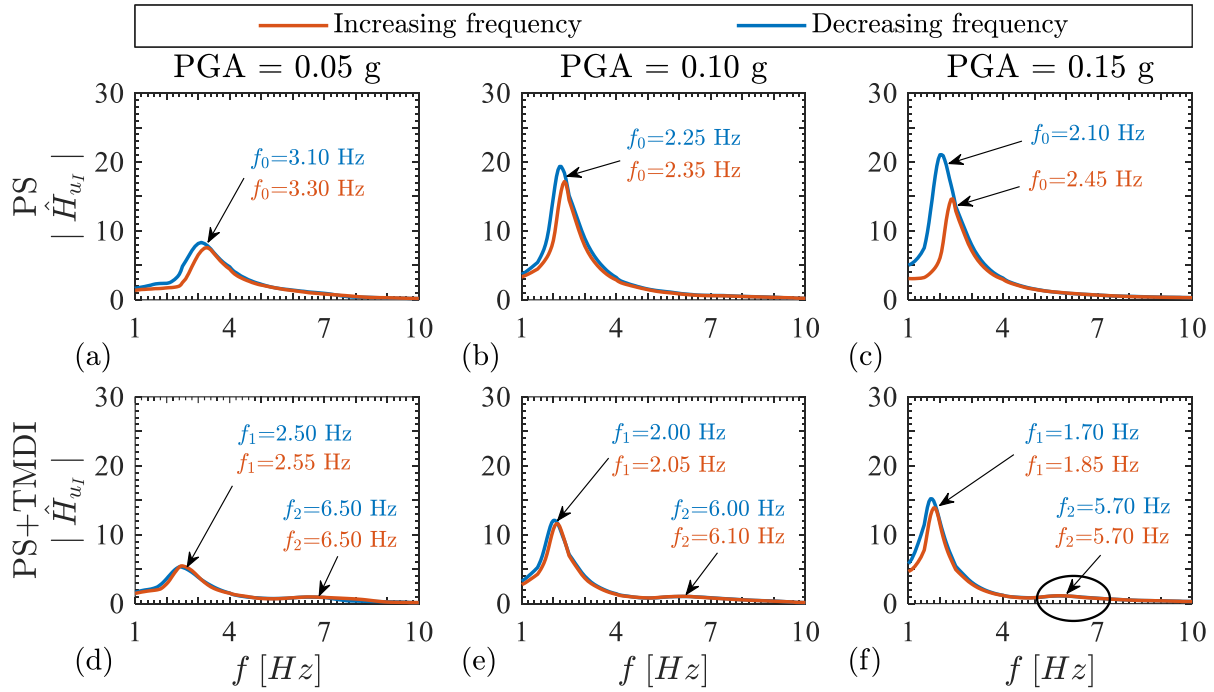 Increasing frequency Decreasing frequency
PGA = 0.05 g PGA = 0.10 g PGA = 0.15 g
PS
| Ĥ_{u_I} |
30
20
10
0
f₀=3.10 Hz
f₀=3.30 Hz
1 4 7 10
(a)
30
20
10
0
f₀=2.25 Hz
f₀=2.35 Hz
1 4 7 10
(b)
30
20
10
0
f₀=2.10 Hz
f₀=2.45 Hz
1 4 7 10
(c)
PS+TMDI
| Ĥ_{u_I} |
30
20
10
0
f₁=2.50 Hz
f₁=2.55 Hz
f₂=6.50 Hz
f₂=6.50 Hz
1 4 7 10
(d)
f [Hz]
30
20
10
0
f₁=2.00 Hz
f₁=2.05 Hz
f₂=6.00 Hz
f₂=6.10 Hz
1 4 7 10
(e)
f [Hz]
30
20
10
0
f₁=1.70 Hz
f₁=1.85 Hz
f₂=5.70 Hz
f₂=5.70 Hz
1 4 7 10
(f)
f [Hz]